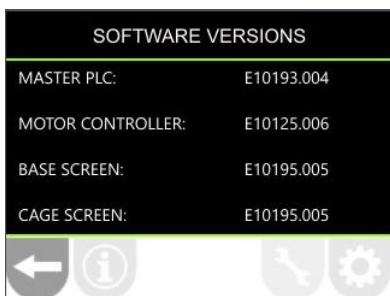 SOFTWARE VERSIONS
MASTER PLC: E10193.004
MOTOR CONTROLLER: E10125.006
BASE SCREEN: E10195.005
CAGE SCREEN: E10195.005